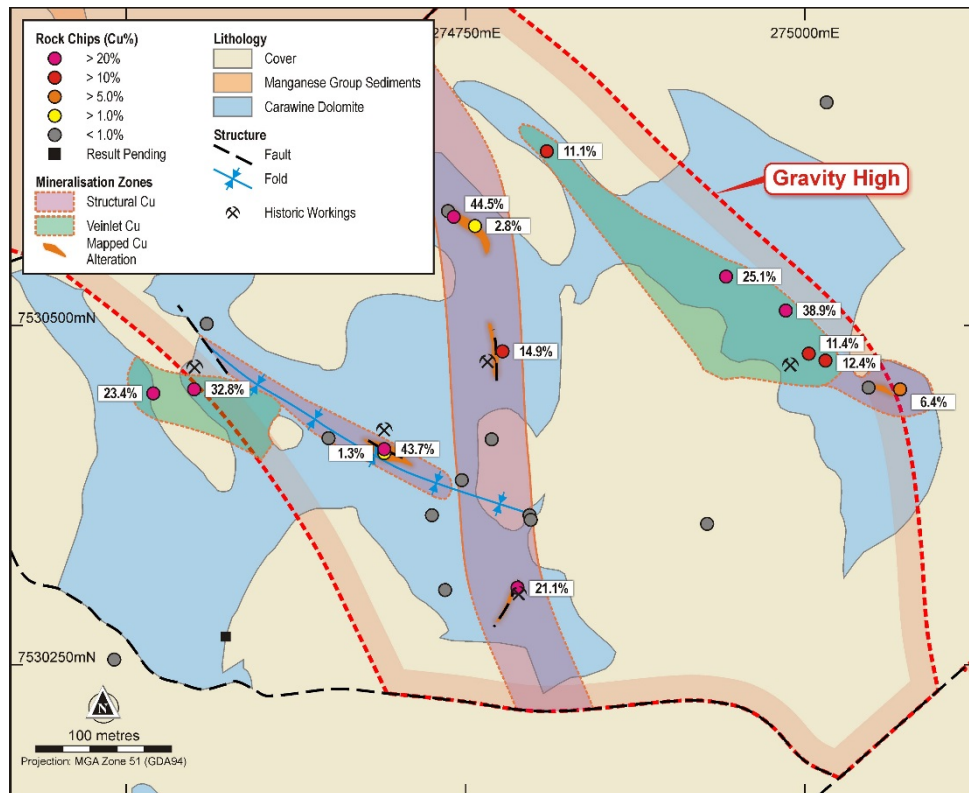 274750mE
275000mE
Rock Chips (Cu%)
> 20%
> 10%
> 5.0%
> 1.0%
< 1.0%
Result Pending
Mineralisation Zones
Structural Cu
Veinlet Cu
Mapped Cu
Alteration
Lithology
Cover
Manganese Group Sediments
Carawine Dolomite
Structure
Fault
Fold
Historic Workings
11.1%
Gravity High
44.5%
2.8%
25.1%
38.9%
7530500mN
14.9%
11.4%
12.4%
23.4%
32.8%
6.4%
1.3%
43.7%
21.1%
7530250mN
N
100 metres
Projection: MGA Zone 51 (GDA94)